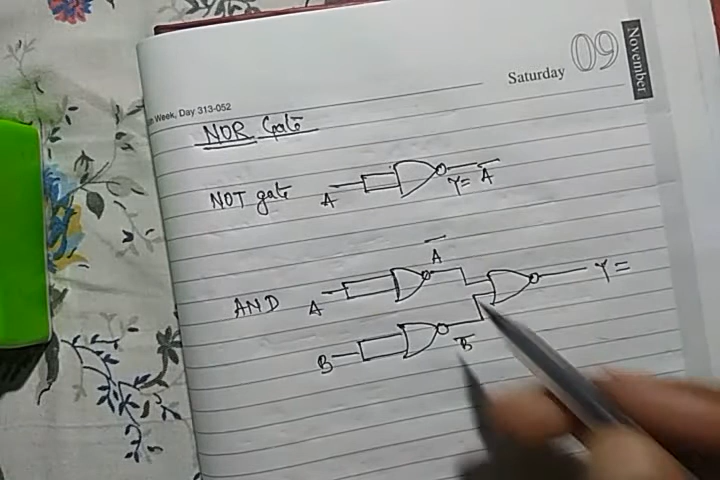 Saturday 09 November
Week, Day 313-052
NOR Gate
NOT gate A Y = A̅
A̅
AND A Y =
B B̅